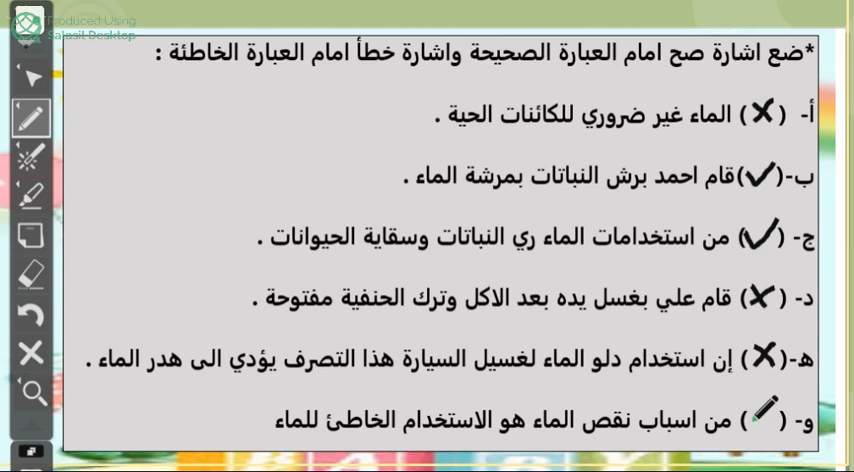 Produced Using
Salasil Desktop
*ضع اشارة صح امام العبارة الصحيحة واشارة خطأ امام العبارة الخاطئة :
أ- (✗) الماء غير ضروري للكائنات الحية .
ب-(✓)قام احمد برش النباتات بمرشة الماء .
ج- (✓) من استخدامات الماء ري النباتات وسقاية الحيوانات .
د- (✗) قام علي بغسل يده بعد الاكل وترك الحنفية مفتوحة .
ه-(✗) إن استخدام دلو الماء لغسيل السيارة هذا التصرف يؤدي الى هدر الماء .
و- ( ) من اسباب نقص الماء هو الاستخدام الخاطئ للماء